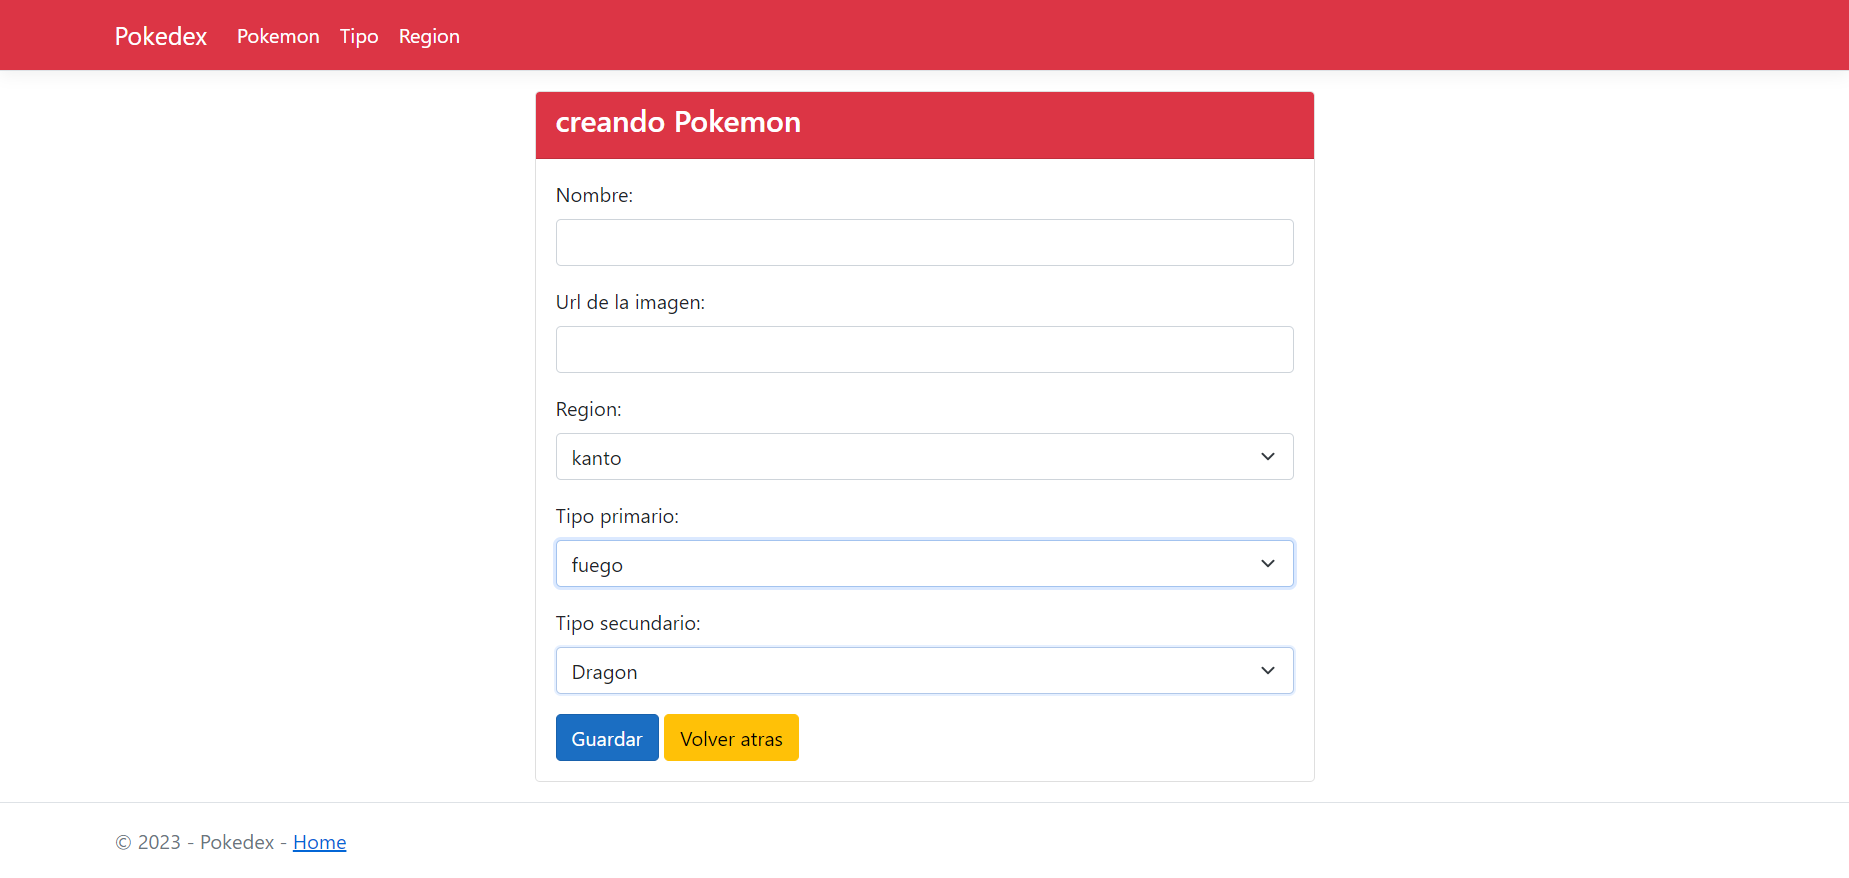 Pokedex Pokemon Tipo Region
creando Pokemon
Nombre:
Url de la imagen:
Region:
kanto
Tipo primario:
fuego
Tipo secundario:
Dragon
Guardar Volver atras
© 2023 - Pokedex - Home